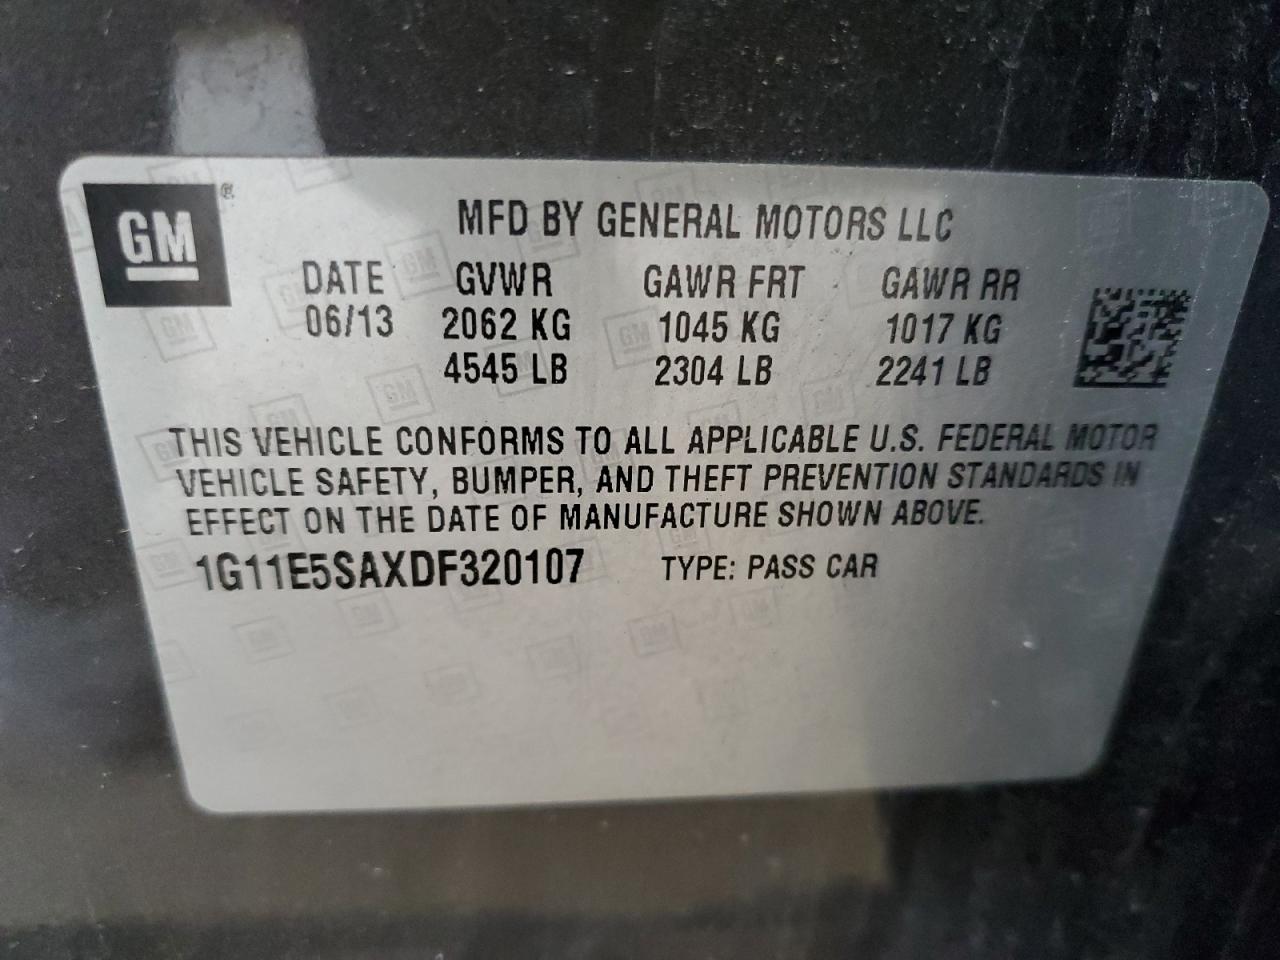 GM ®
MFD BY GENERAL MOTORS LLC
DATE GVWR GAWR FRT GAWR RR
06/13 2062 KG 1045 KG 1017 KG
4545 LB 2304 LB 2241 LB
THIS VEHICLE CONFORMS TO ALL APPLICABLE U.S. FEDERAL MOTOR
VEHICLE SAFETY, BUMPER, AND THEFT PREVENTION STANDARDS IN
EFFECT ON THE DATE OF MANUFACTURE SHOWN ABOVE.
1G11E5SAXDF320107 TYPE: PASS CAR